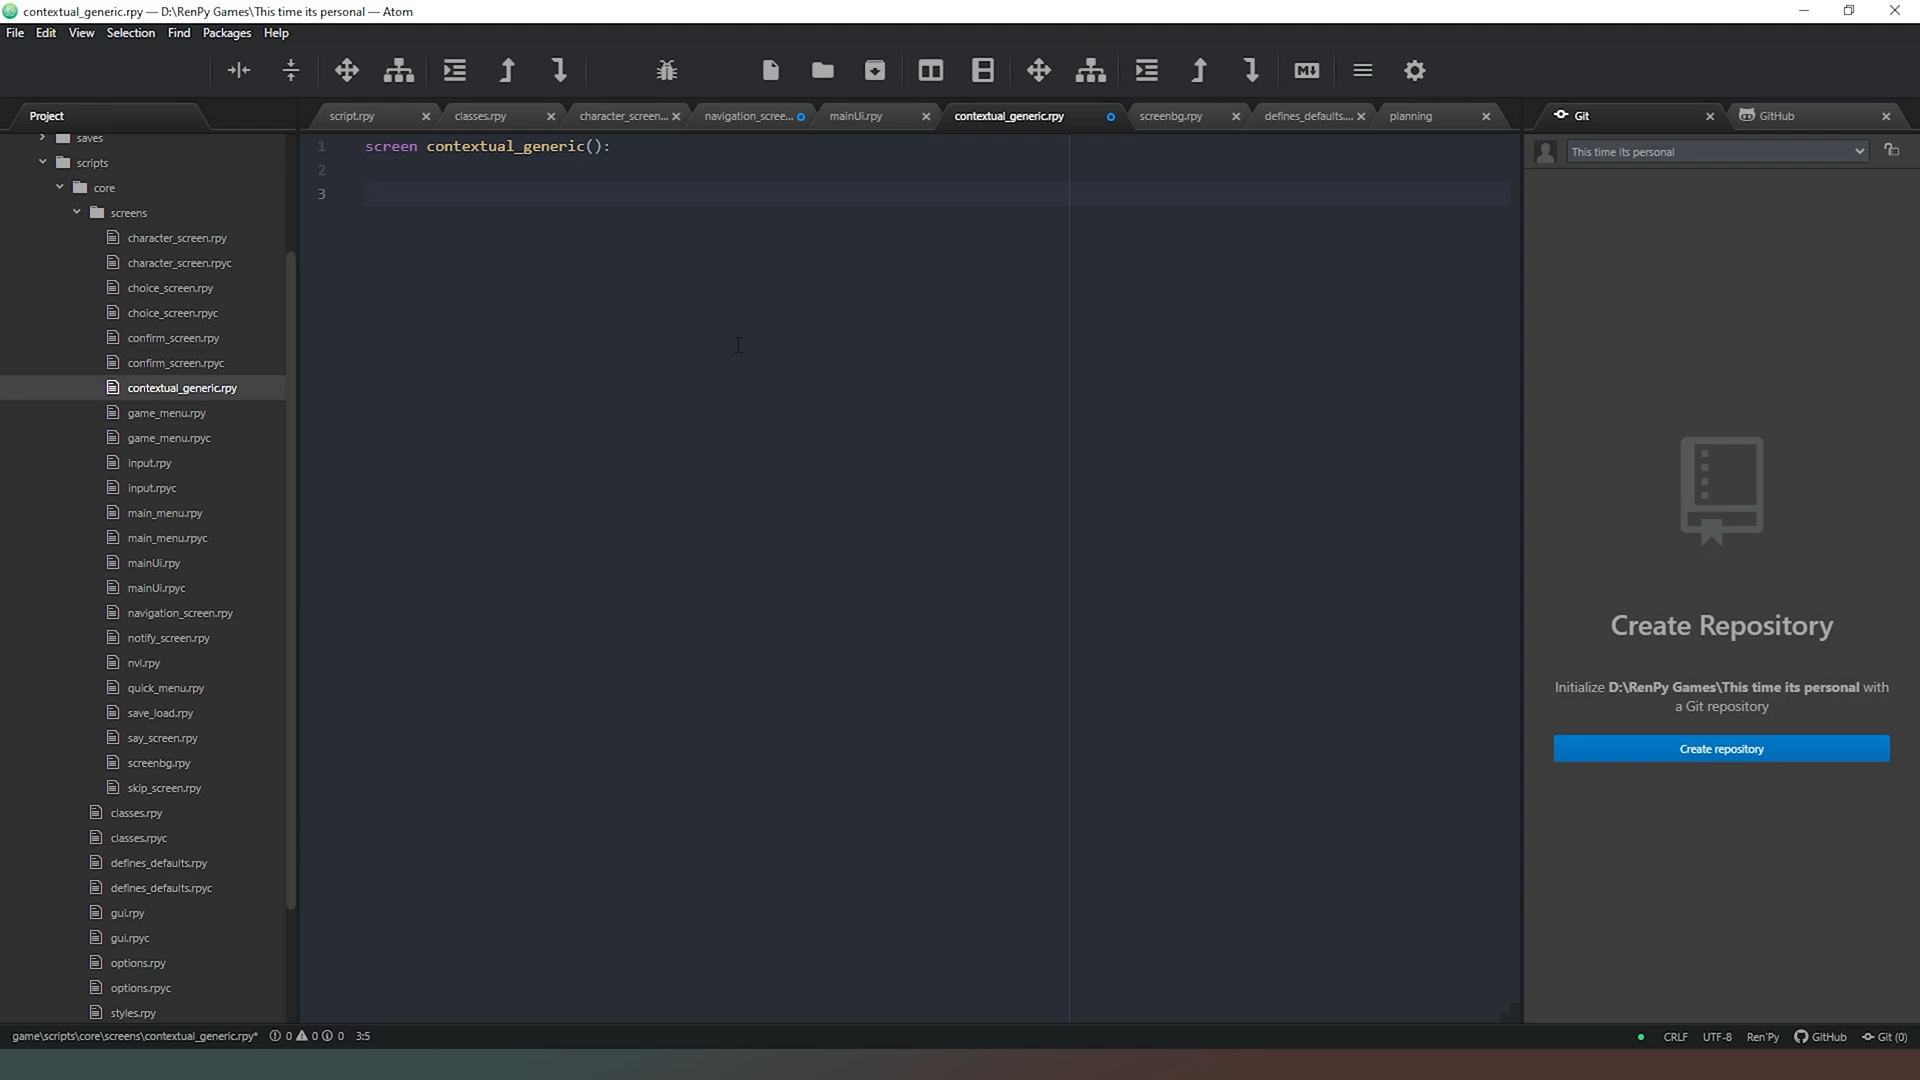 contextual_generic.rpy — D:\RenPy Games\This time its personal — Atom
File Edit View Selection Find Packages Help
Project
script.rpy
classes.rpy
character_screen...
navigation_scree...
mainUi.rpy
contextual_generic.rpy
screenbg.rpy
defines_defaults....
planning
Git
GitHub
saves
scripts
core
screens
character_screen.rpy
character_screen.rpyc
choice_screen.rpy
choice_screen.rpyc
confirm_screen.rpy
confirm_screen.rpyc
contextual_generic.rpy
game_menu.rpy
game_menu.rpyc
input.rpy
input.rpyc
main_menu.rpy
main_menu.rpyc
mainUi.rpy
mainUi.rpyc
navigation_screen.rpy
notify_screen.rpy
nvl.rpy
quick_menu.rpy
save_load.rpy
say_screen.rpy
screenbg.rpy
skip_screen.rpy
classes.rpy
classes.rpyc
defines_defaults.rpy
defines_defaults.rpyc
gui.rpy
gui.rpyc
options.rpy
options.rpyc
styles.rpy
1 screen contextual_generic():
2
3
This time its personal
Create Repository
Initialize D:\RenPy Games\This time its personal with
a Git repository
Create repository
game\scripts\core\screens\contextual_generic.rpy* 0 0 0 3:5
CRLF UTF-8 Ren'Py GitHub Git (0)